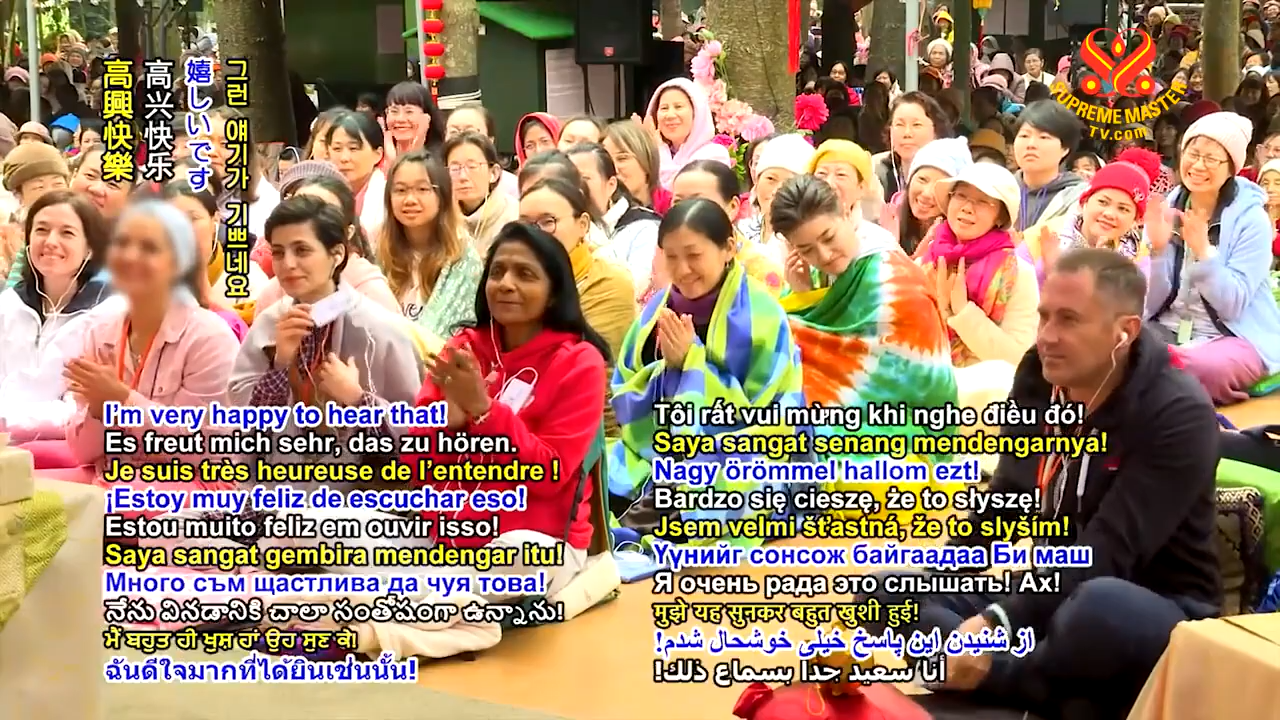 高興快樂
高兴快乐
嬉しいです
그런 얘기가 기쁘네요
SUPREME MASTER
TV.com
I'm very happy to hear that!
Es freut mich sehr, das zu hören.
Je suis très heureuse de l'entendre !
¡Estoy muy feliz de escuchar eso!
Estou muito feliz em ouvir isso!
Saya sangat gembira mendengar itu!
Много съм щастлива да чуя това!
నేను వినడానికి చాలా సంతోషంగా ఉన్నాను!
ਮੈਂ ਬਹੁਤ ਹੀ ਖੁਸ਼ ਹਾਂ ਉਹ ਸੁਣ ਕੇ!
ฉันดีใจมากที่ได้ยินเช่นนั้น!
Tôi rất vui mừng khi nghe điều đó!
Saya sangat senang mendengarnya!
Nagy örömmel hallom ezt!
Bardzo się cieszę, że to słyszę!
Jsem velmi šťastná, že to slyším!
Үүнийг сонсож байгаадаа Би маш
Я очень рада это слышать! Ах!
मुझे यह सुनकर बहुत खुशी हुई!
از شنیدن این پاسخ خیلی خوشحال شدم!
أنا سعيد جدا بسماع ذلك!